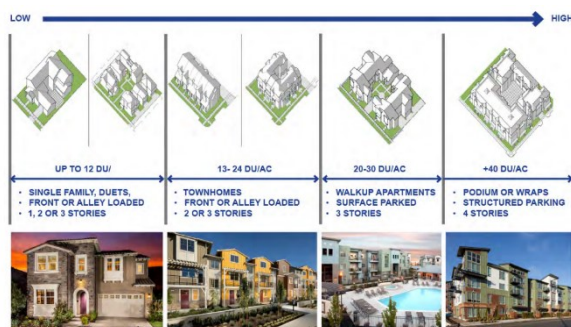 LOW
HIGH
UP TO 12 DU/
• SINGLE FAMILY, DUETS,
• FRONT OR ALLEY LOADED
• 1, 2 OR 3 STORIES
13- 24 DU/AC
• TOWNHOMES
• FRONT OR ALLEY LOADED
• 2 OR 3 STORIES
20-30 DU/AC
• WALKUP APARTMENTS
• SURFACE PARKED
• 3 STORIES
+40 DU/AC
• PODIUM OR WRAPS
• STRUCTURED PARKING
• 4 STORIES